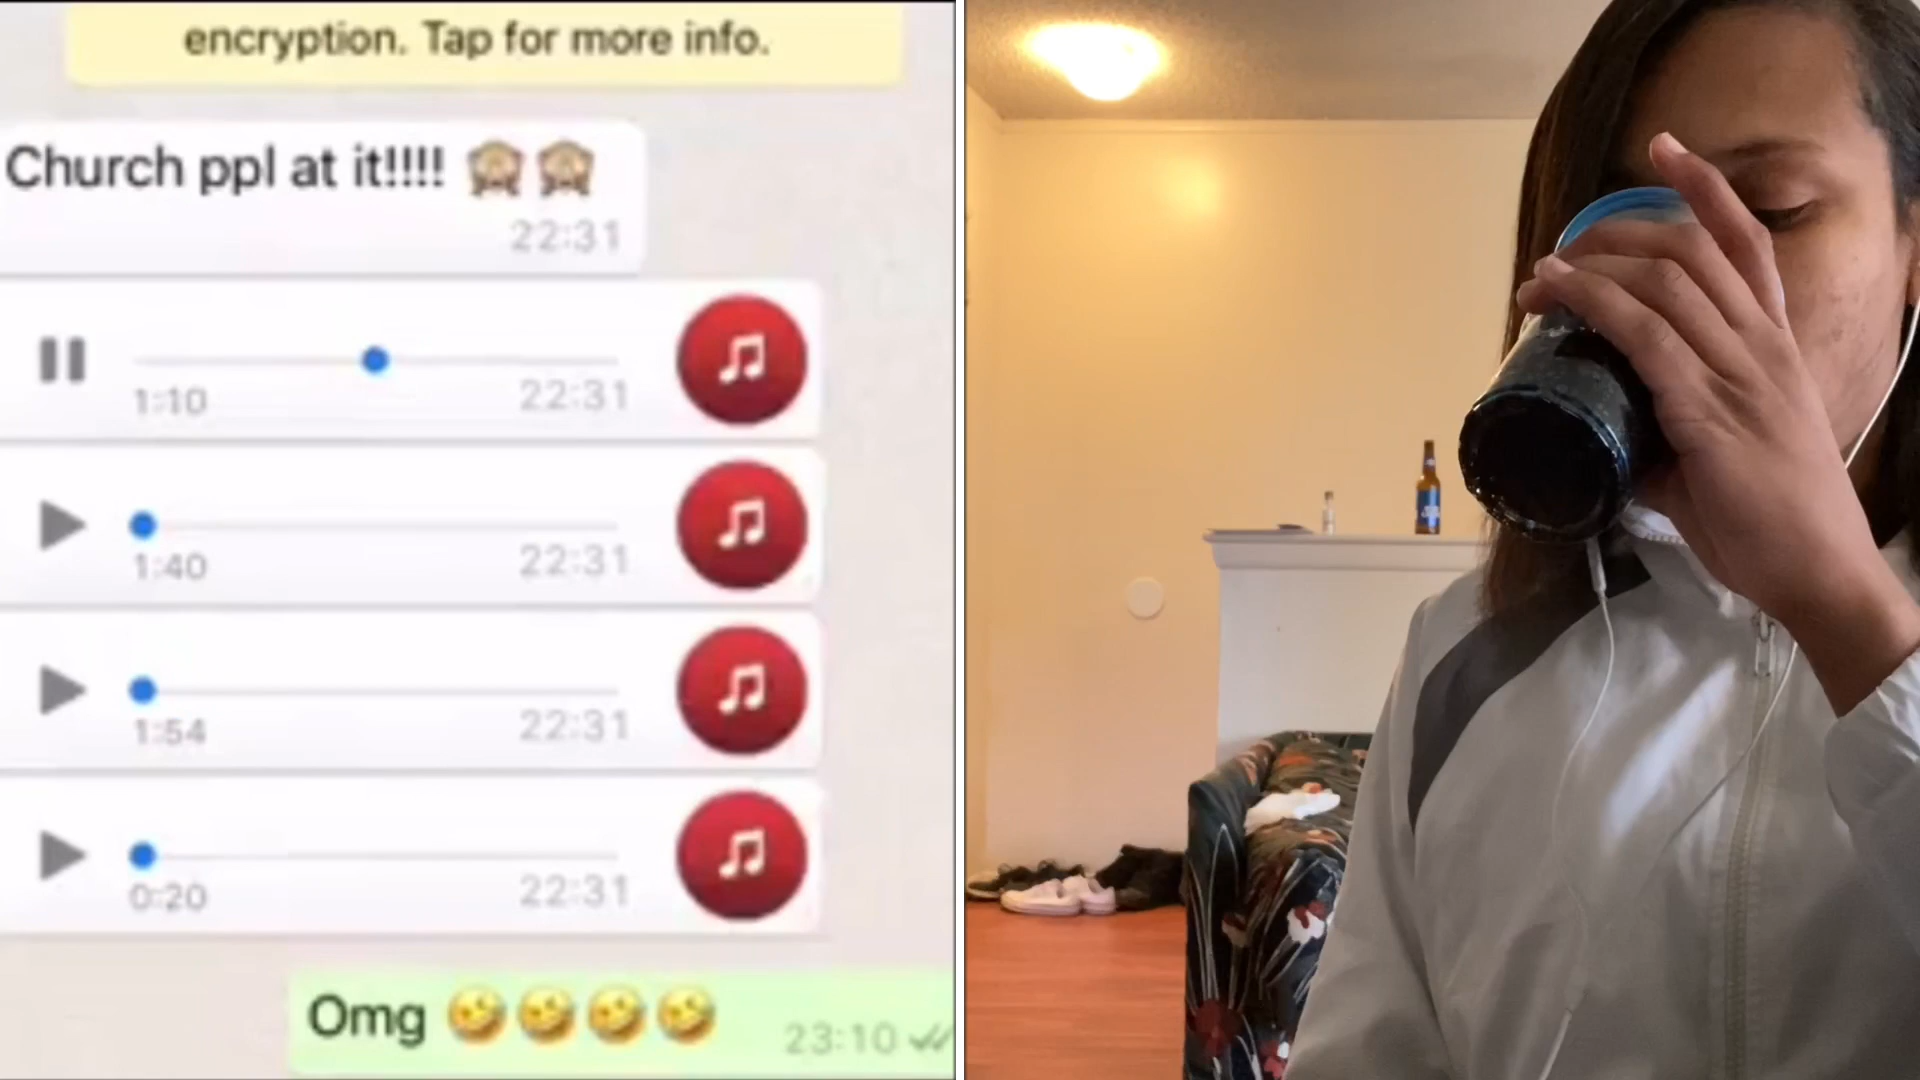 encryption. Tap for more info.
Church ppl at it!!!! 🙈🙈
22:31
1:10 22:31
1:40 22:31
1:54 22:31
0:20 22:31
Omg 🤣🤣🤣🤣 23:10